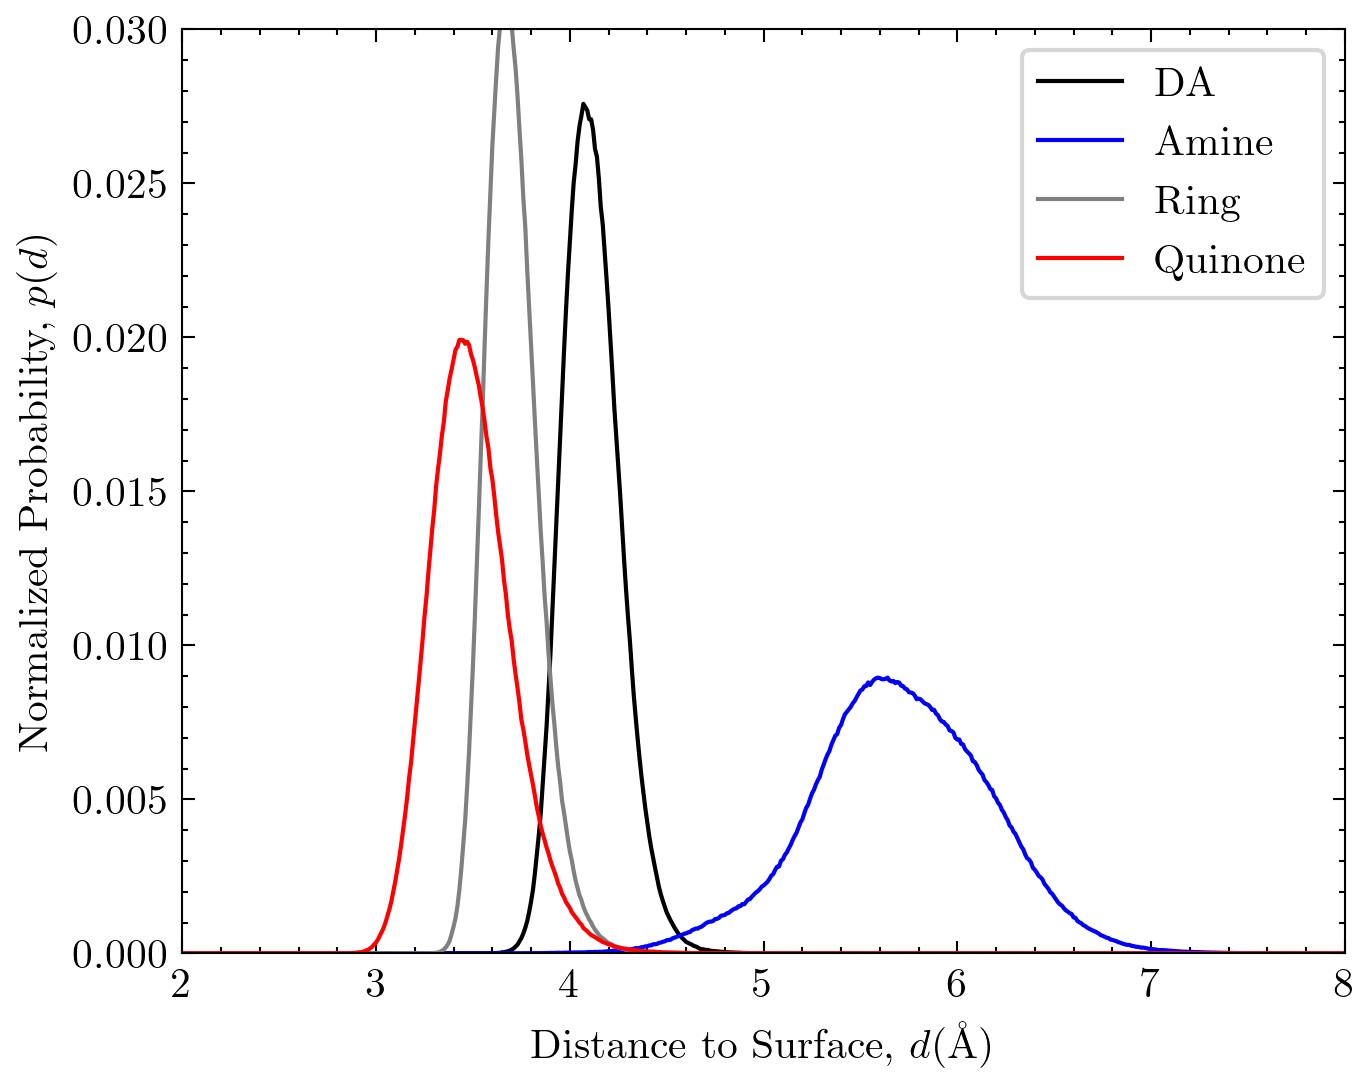 0.030
0.025
0.020
0.015
0.010
0.005
0.000
Normalized Probability, p(d)
2 3 4 5 6 7 8
Distance to Surface, d(Å)
DA
Amine
Ring
Quinone